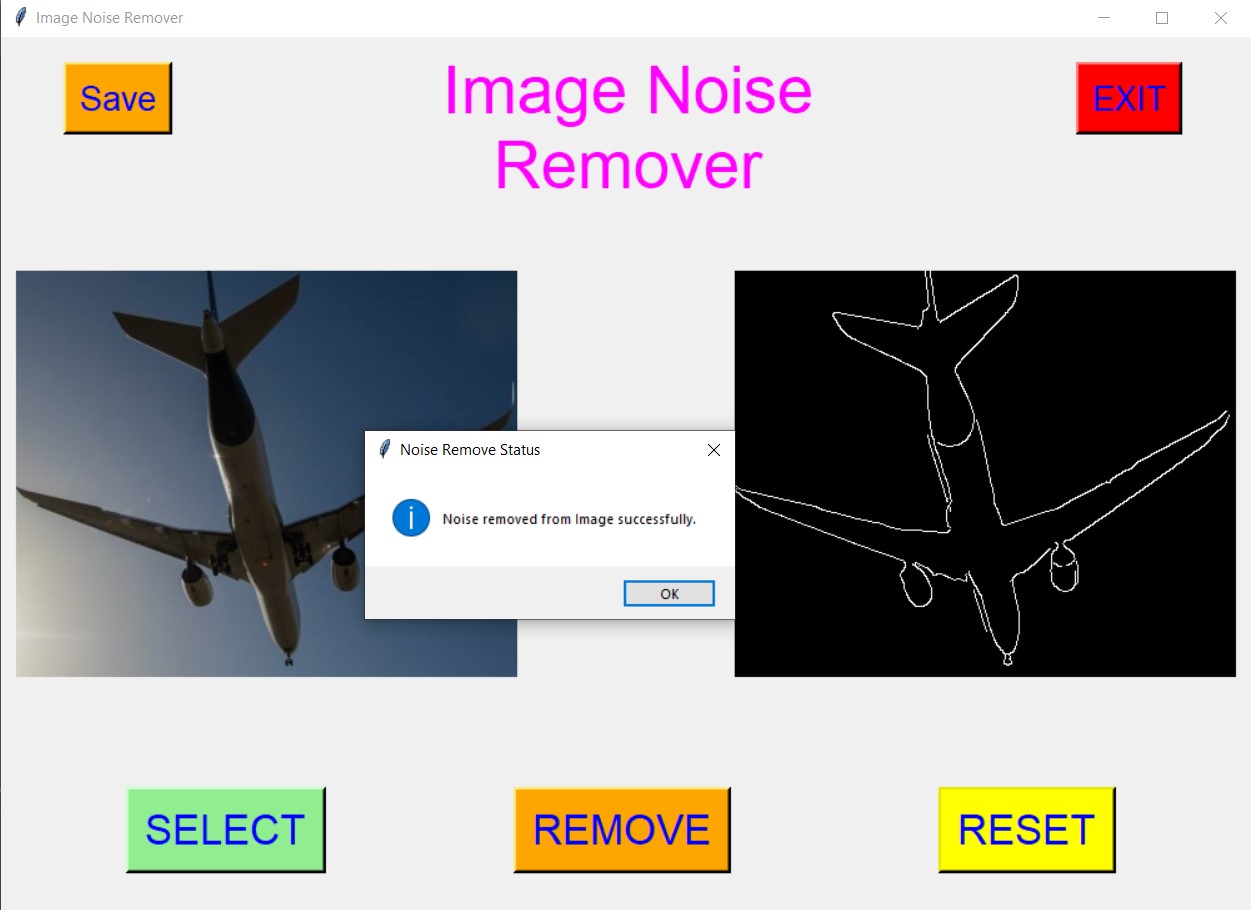 Image Noise Remover
Save
Image Noise
Remover
EXIT
Noise Remove Status
Noise removed from Image successfully.
OK
SELECT
REMOVE
RESET